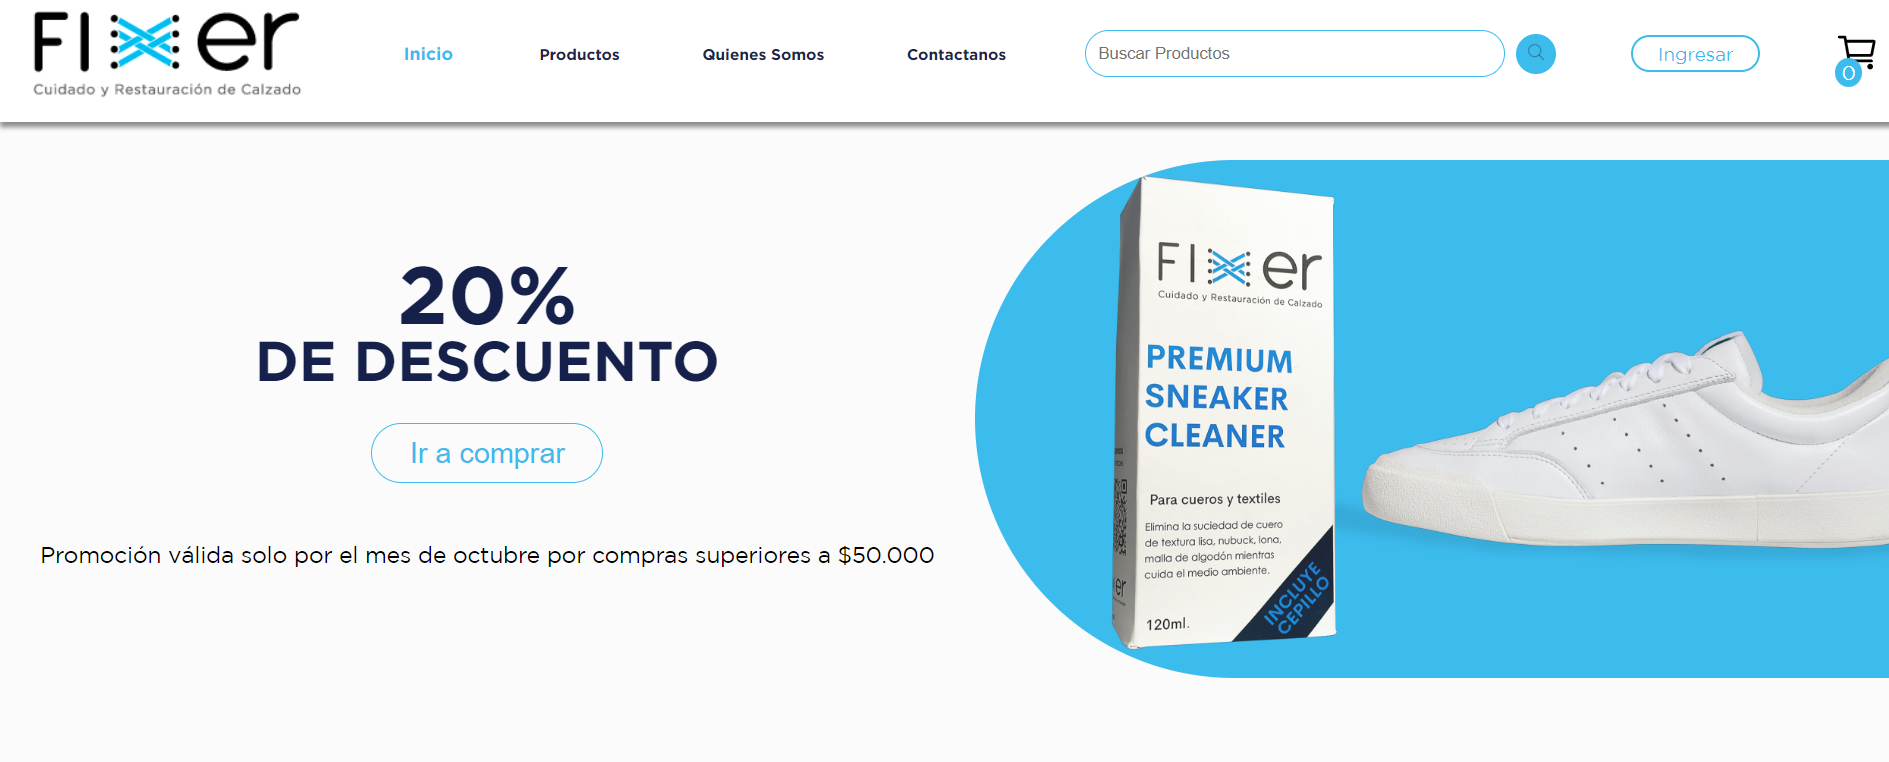 FIxer
Cuidado y Restauración de Calzado
Inicio
Productos
Quienes Somos
Contactanos
Buscar Productos
Ingresar
0
20%
DE DESCUENTO
Ir a comprar
Promoción válida solo por el mes de octubre por compras superiores a $50.000
FIxer
Cuidado y Restauración de Calzado
PREMIUM
SNEAKER
CLEANER
Para cueros y textiles
Elimina la suciedad de cuero
de textura lisa, nubuck, lona,
malla de algodón mientras
cuida el medio ambiente.
INCLUYE
CEPILLO
120ml.
er